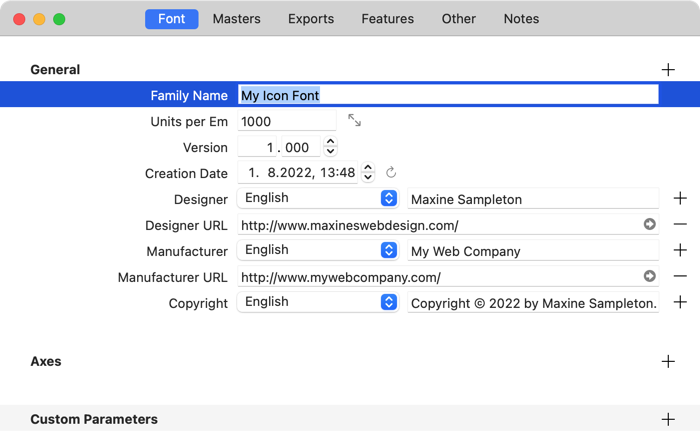 Font Masters Exports Features Other Notes
General
Family Name My Icon Font
Units per Em 1000
Version 1 . 000
Creation Date 1. 8.2022, 13:48
Designer English Maxine Sampleton
Designer URL http://www.maxineswebdesign.com/
Manufacturer English My Web Company
Manufacturer URL http://www.mywebcompany.com/
Copyright English Copyright © 2022 by Maxine Sampleton.
Axes
Custom Parameters